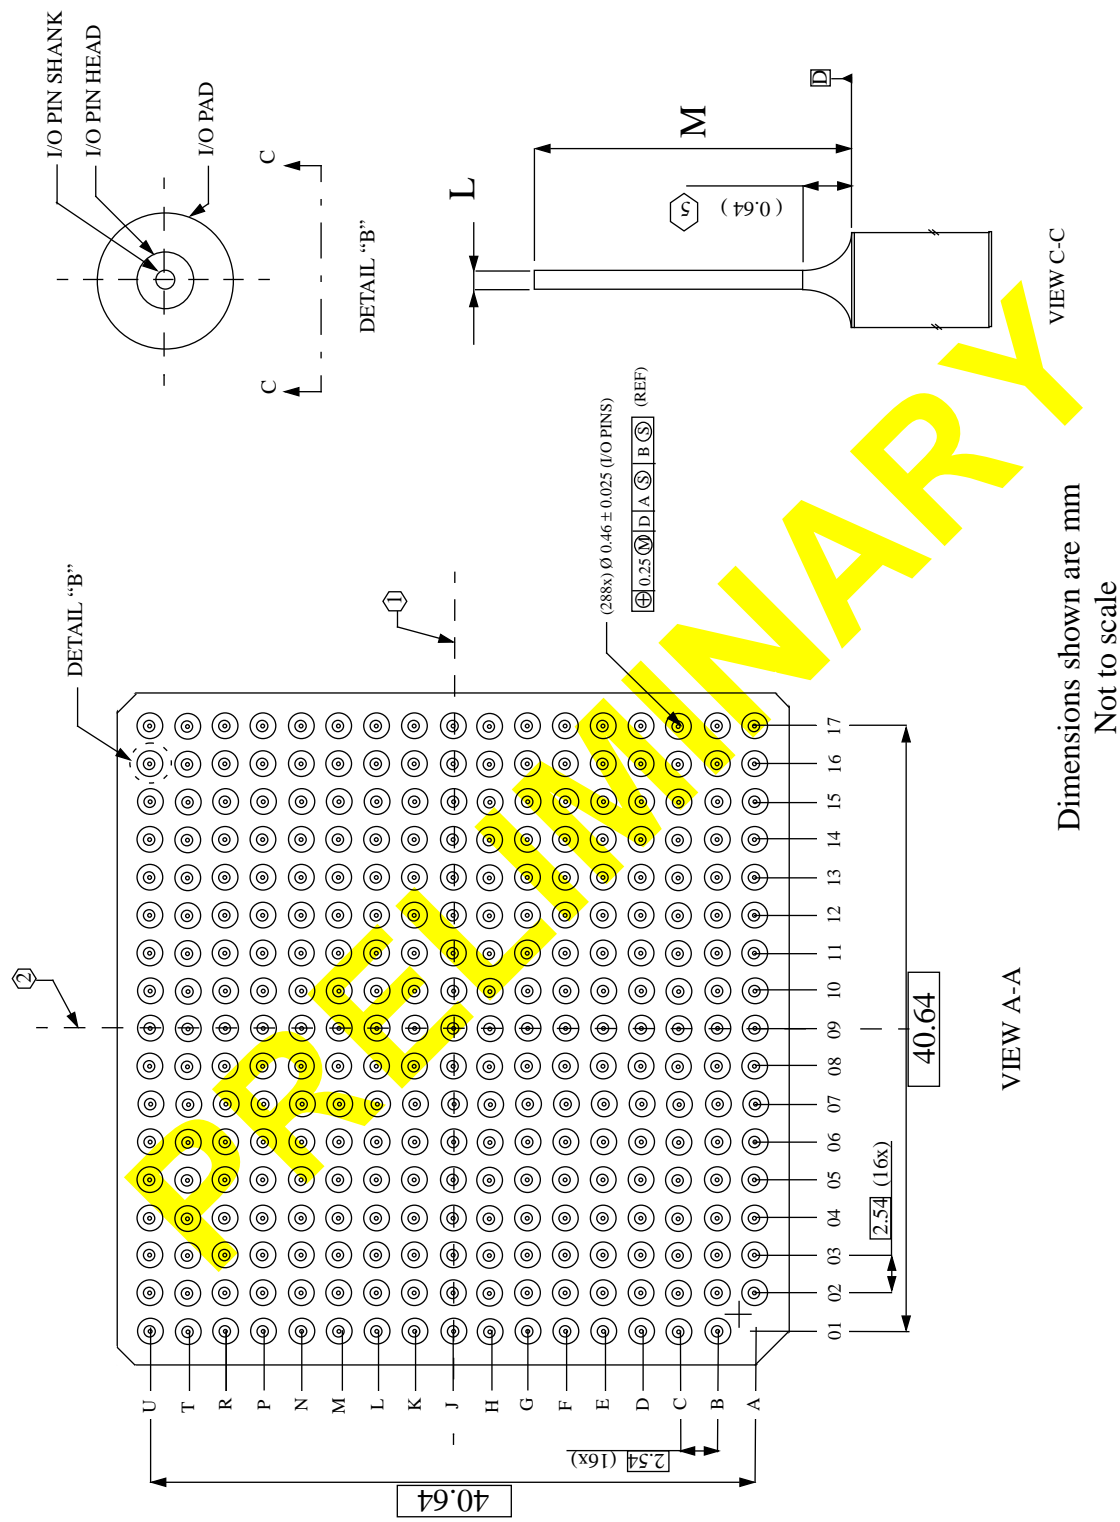 I/O PIN SHANK
I/O PIN HEAD
I/O PAD
C
C
DETAIL “B”
L
M
D
5
( 0.64 )
VIEW C-C
DETAIL “B”
1
2
(288x) Ø 0.46 ± 0.025 (I/O PINS)
⌖ 0.25 Ⓜ D A Ⓢ B Ⓢ (REF)
U
T
R
P
N
M
L
K
J
H
G
F
E
D
C
B
A
01 02 03 04 05 06 07 08 09 10 11 12 13 14 15 16 17
2.54 (16x)
40.64
2.54 (16x)
40.64
VIEW A-A
Dimensions shown are mm
Not to scale
PRELIMINARY